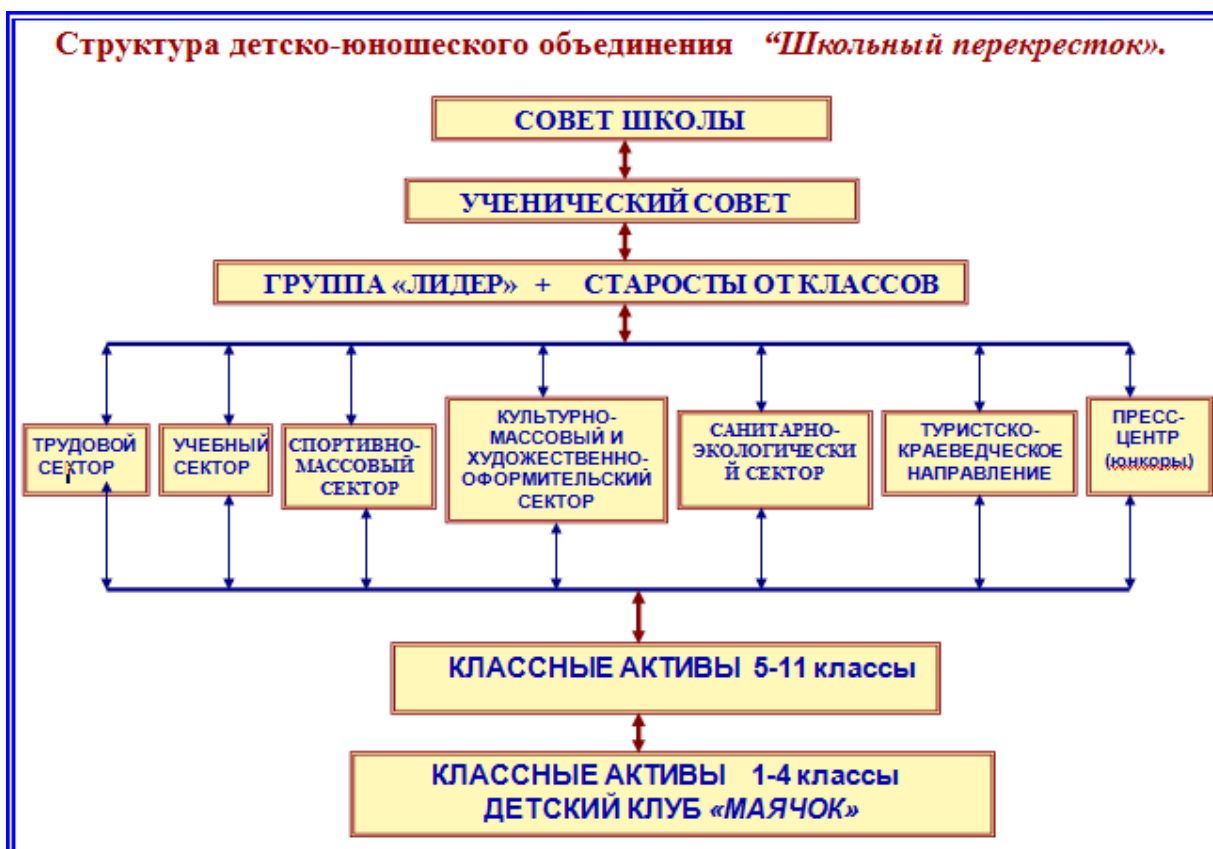 Структура детско-юношеского объединения “Школьный перекресток».
СОВЕТ ШКОЛЫ
УЧЕНИЧЕСКИЙ СОВЕТ
ГРУППА «ЛИДЕР» + СТАРОСТЫ ОТ КЛАССОВ
ТРУДОВОЙ
СЕКТОР
УЧЕБНЫЙ
СЕКТОР
СПОРТИВНО-
МАССОВЫЙ
СЕКТОР
КУЛЬТУРНО-
МАССОВЫЙ И
ХУДОЖЕСТВЕННО-
ОФОРМИТЕЛЬСКИЙ
СЕКТОР
САНИТАРНО-
ЭКОЛОГИЧЕСКИ
Й СЕКТОР
ТУРИСТСКО-
КРАЕВЕДЧЕСКОЕ
НАПРАВЛЕНИЕ
ПРЕСС-
ЦЕНТР
(юнкоры)
КЛАССНЫЕ АКТИВЫ 5-11 классы
КЛАССНЫЕ АКТИВЫ 1-4 классы
ДЕТСКИЙ КЛУБ «МАЯЧОК»